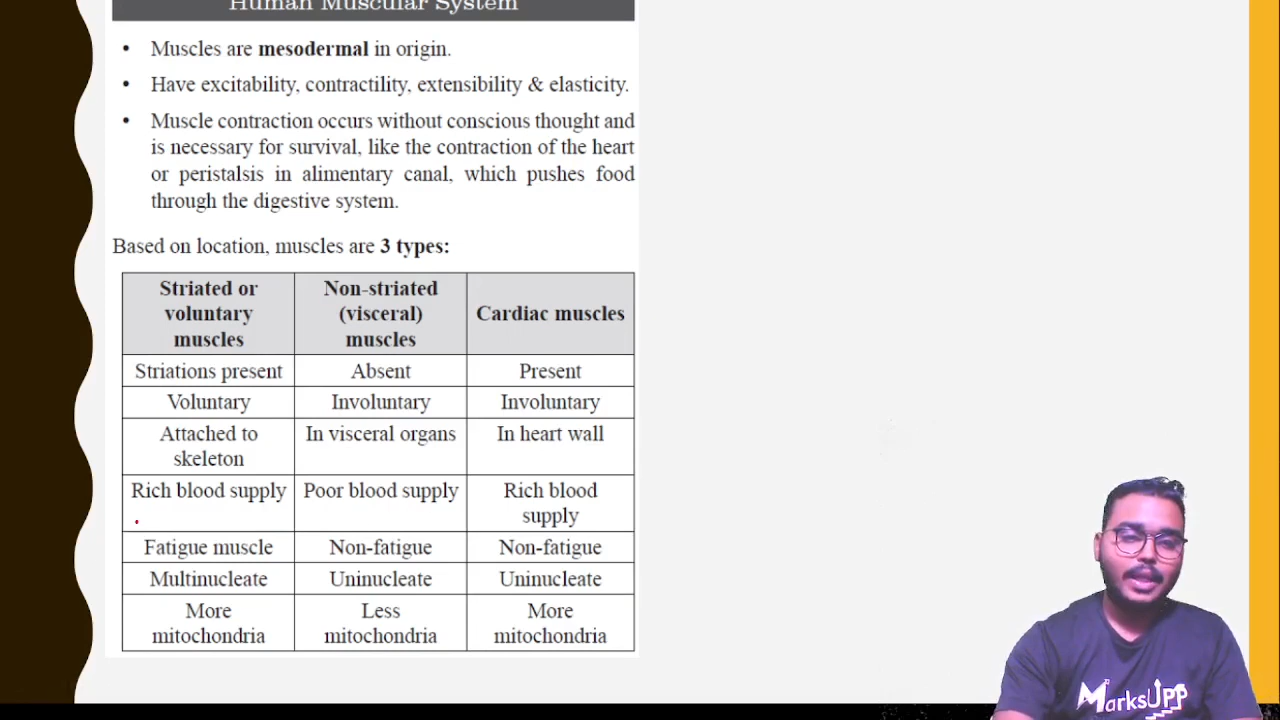 Human Muscular System
• Muscles are mesodermal in origin.
• Have excitability, contractility, extensibility & elasticity.
• Muscle contraction occurs without conscious thought and
is necessary for survival, like the contraction of the heart
or peristalsis in alimentary canal, which pushes food
through the digestive system.
Based on location, muscles are 3 types:
Striated or
voluntary
muscles
Non-striated
(visceral)
muscles
Cardiac muscles
Striations present
Absent
Present
Voluntary
Involuntary
Involuntary
Attached to
skeleton
In visceral organs
In heart wall
Rich blood supply
Poor blood supply
Rich blood
supply
Fatigue muscle
Non-fatigue
Non-fatigue
Multinucleate
Uninucleate
Uninucleate
More
mitochondria
Less
mitochondria
More
mitochondria
MarksUPP